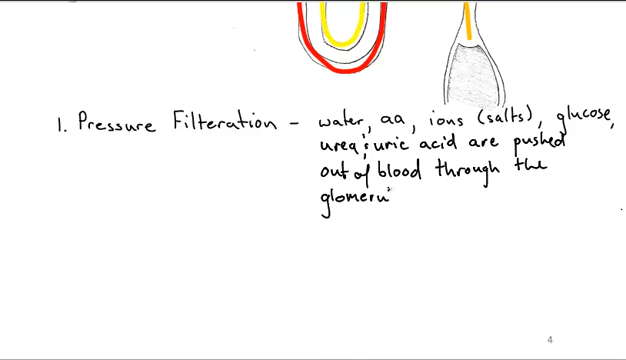 1. Pressure Filteration - water, aa, ions (salts), glucose,
urea; uric acid are pushed
out of blood through the
glomeru
4